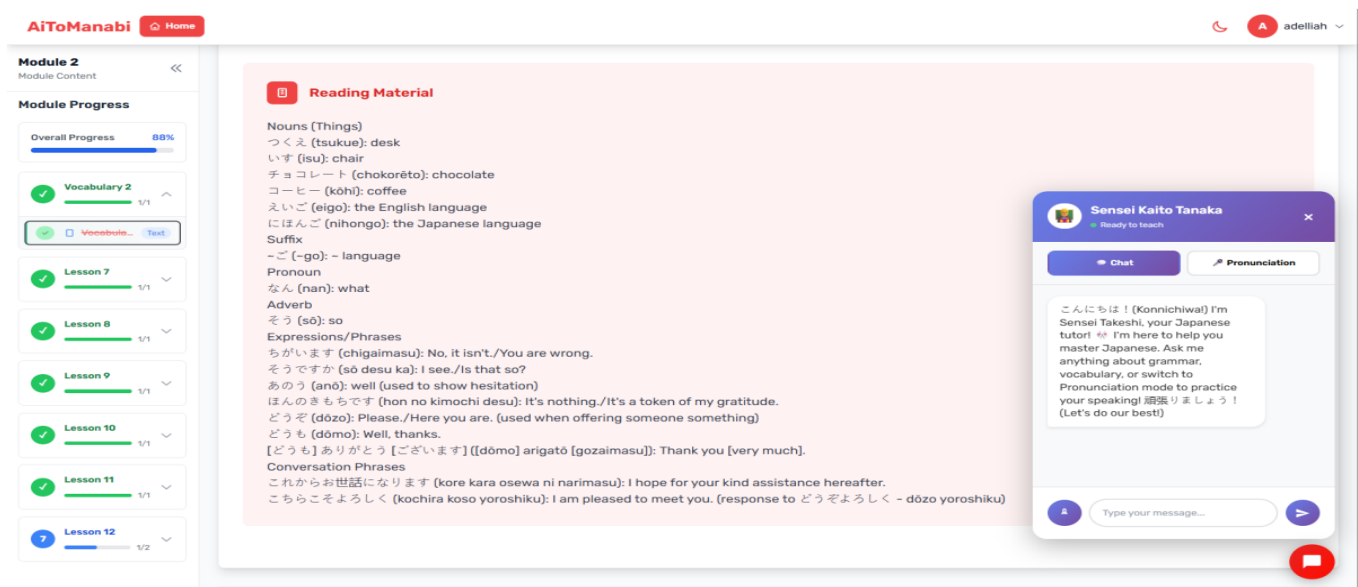 AiToManabi
Home
A
adelliah
Module 2
Module Content
Module Progress
Overall Progress 88%
Vocabulary 2
1/1
Vocabulo... Text
Lesson 7
1/1
Lesson 8
1/1
Lesson 9
1/1
Lesson 10
1/1
Lesson 11
1/1
7
Lesson 12
1/2
Reading Material
Nouns (Things)
つくえ (tsukue): desk
いす (isu): chair
チョコレート (chokorēto): chocolate
コーヒー (kōhī): coffee
えいご (eigo): the English language
にほんご (nihongo): the Japanese language
Suffix
~ご (-go): ~ language
Pronoun
なん (nan): what
Adverb
そう (sō): so
Expressions/Phrases
ちがいます (chigaimasu): No, it isn't./You are wrong.
そうですか (sō desu ka): I see./Is that so?
あのう (anō): well (used to show hesitation)
ほんのきもちです (hon no kimochi desu): It's nothing./It's a token of my gratitude.
どうぞ (dōzo): Please./Here you are. (used when offering someone something)
どうも (dōmo): Well, thanks.
[どうも] ありがとう [ございます] ([dōmo] arigatō [gozaimasu]): Thank you [very much].
Conversation Phrases
これからお世話になります (kore kara osewa ni narimasu): I hope for your kind assistance hereafter.
こちらこそよろしく (kochira koso yoroshiku): I am pleased to meet you. (response to どうぞよろしく - dōzo yoroshiku)
Sensei Kaito Tanaka
Ready to teach
Chat
Pronunciation
こんにちは！(Konnichiwa!) I'm
Sensei Takeshi, your Japanese
tutor! I'm here to help you
master Japanese. Ask me
anything about grammar,
vocabulary, or switch to
Pronunciation mode to practice
your speaking! 頑張りましょう！
(Let's do our best!)
Type your message...